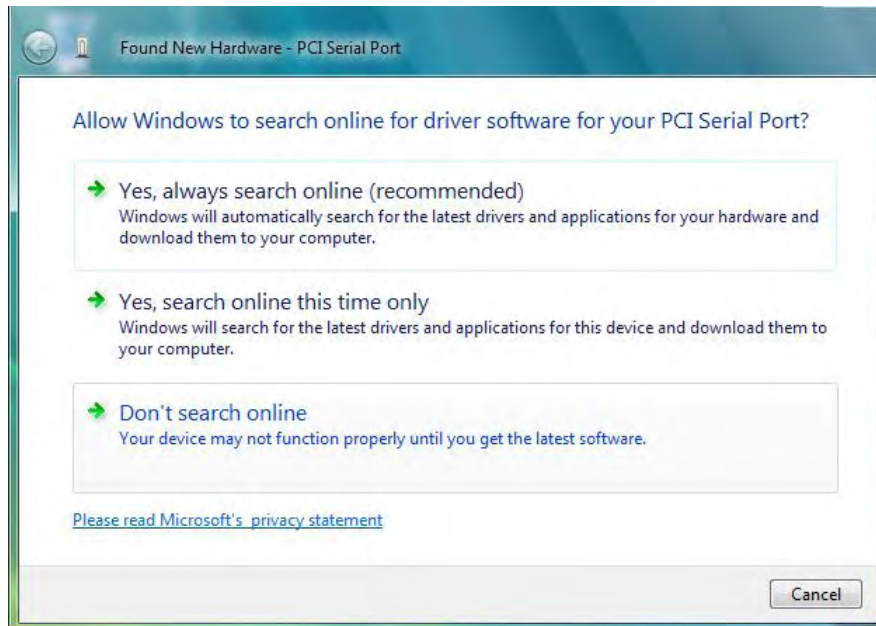 Found New Hardware - PCI Serial Port
Allow Windows to search online for driver software for your PCI Serial Port?
Yes, always search online (recommended)
Windows will automatically search for the latest drivers and applications for your hardware and
download them to your computer.
Yes, search online this time only
Windows will search for the latest drivers and applications for this device and download them to
your computer.
Don't search online
Your device may not function properly until you get the latest software.
Please read Microsoft's privacy statement
Cancel